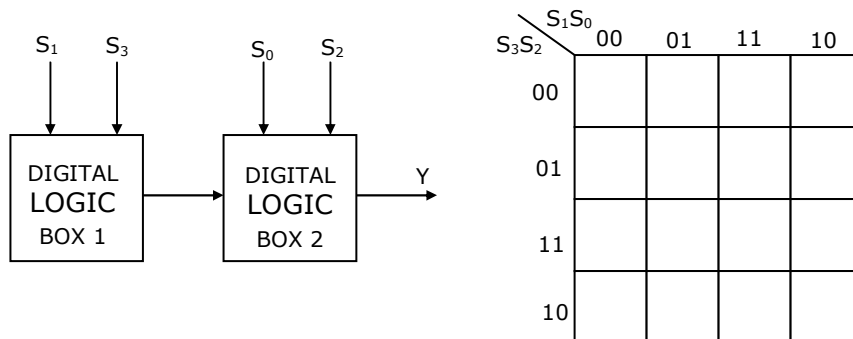 S₁ S₃ S₀ S₂
DIGITAL
LOGIC
BOX 1
DIGITAL
LOGIC
BOX 2
Y
S₁S₀
S₃S₂
00 01 11 10
00
01
11
10